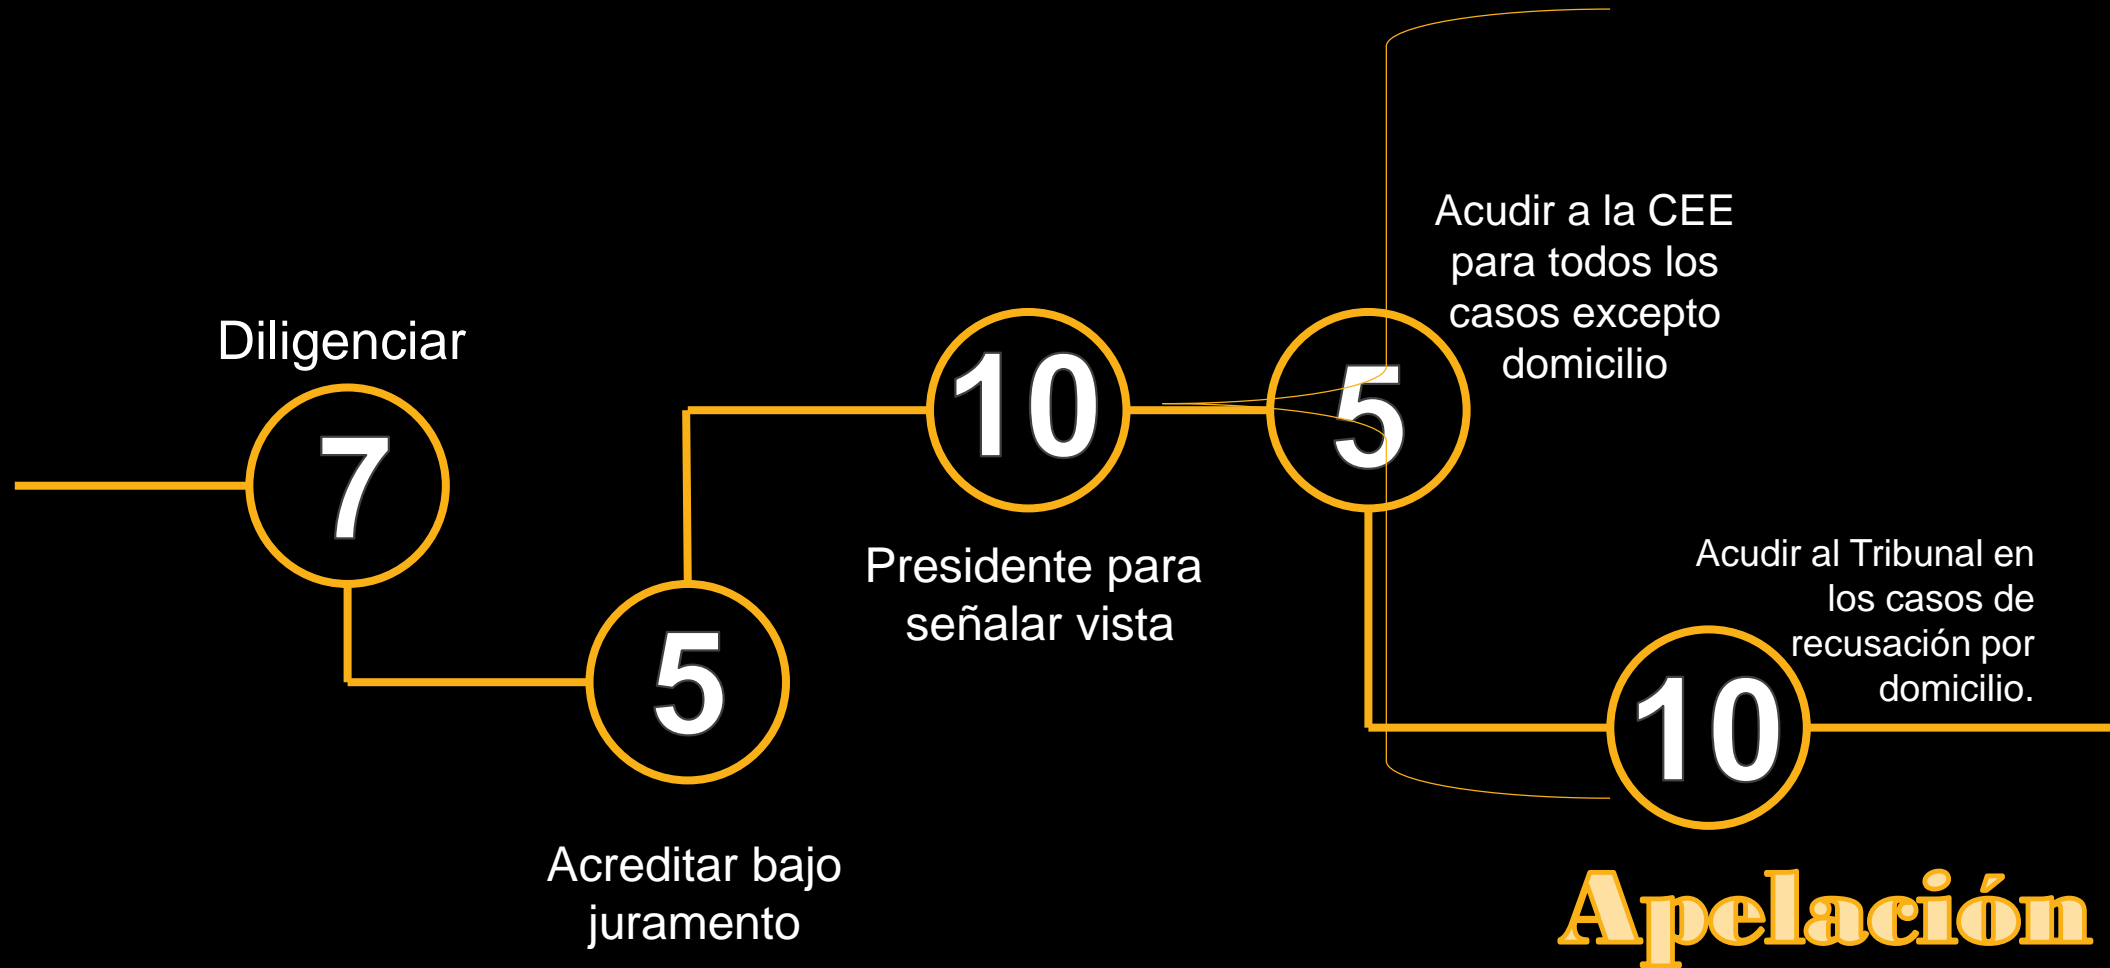 Diligenciar
7
5
Acreditar bajo
juramento
10
Presidente para
señalar vista
5
Acudir a la CEE
para todos los
casos excepto
domicilio
Acudir al Tribunal en
los casos de
recusación por
domicilio.
10
Apelación